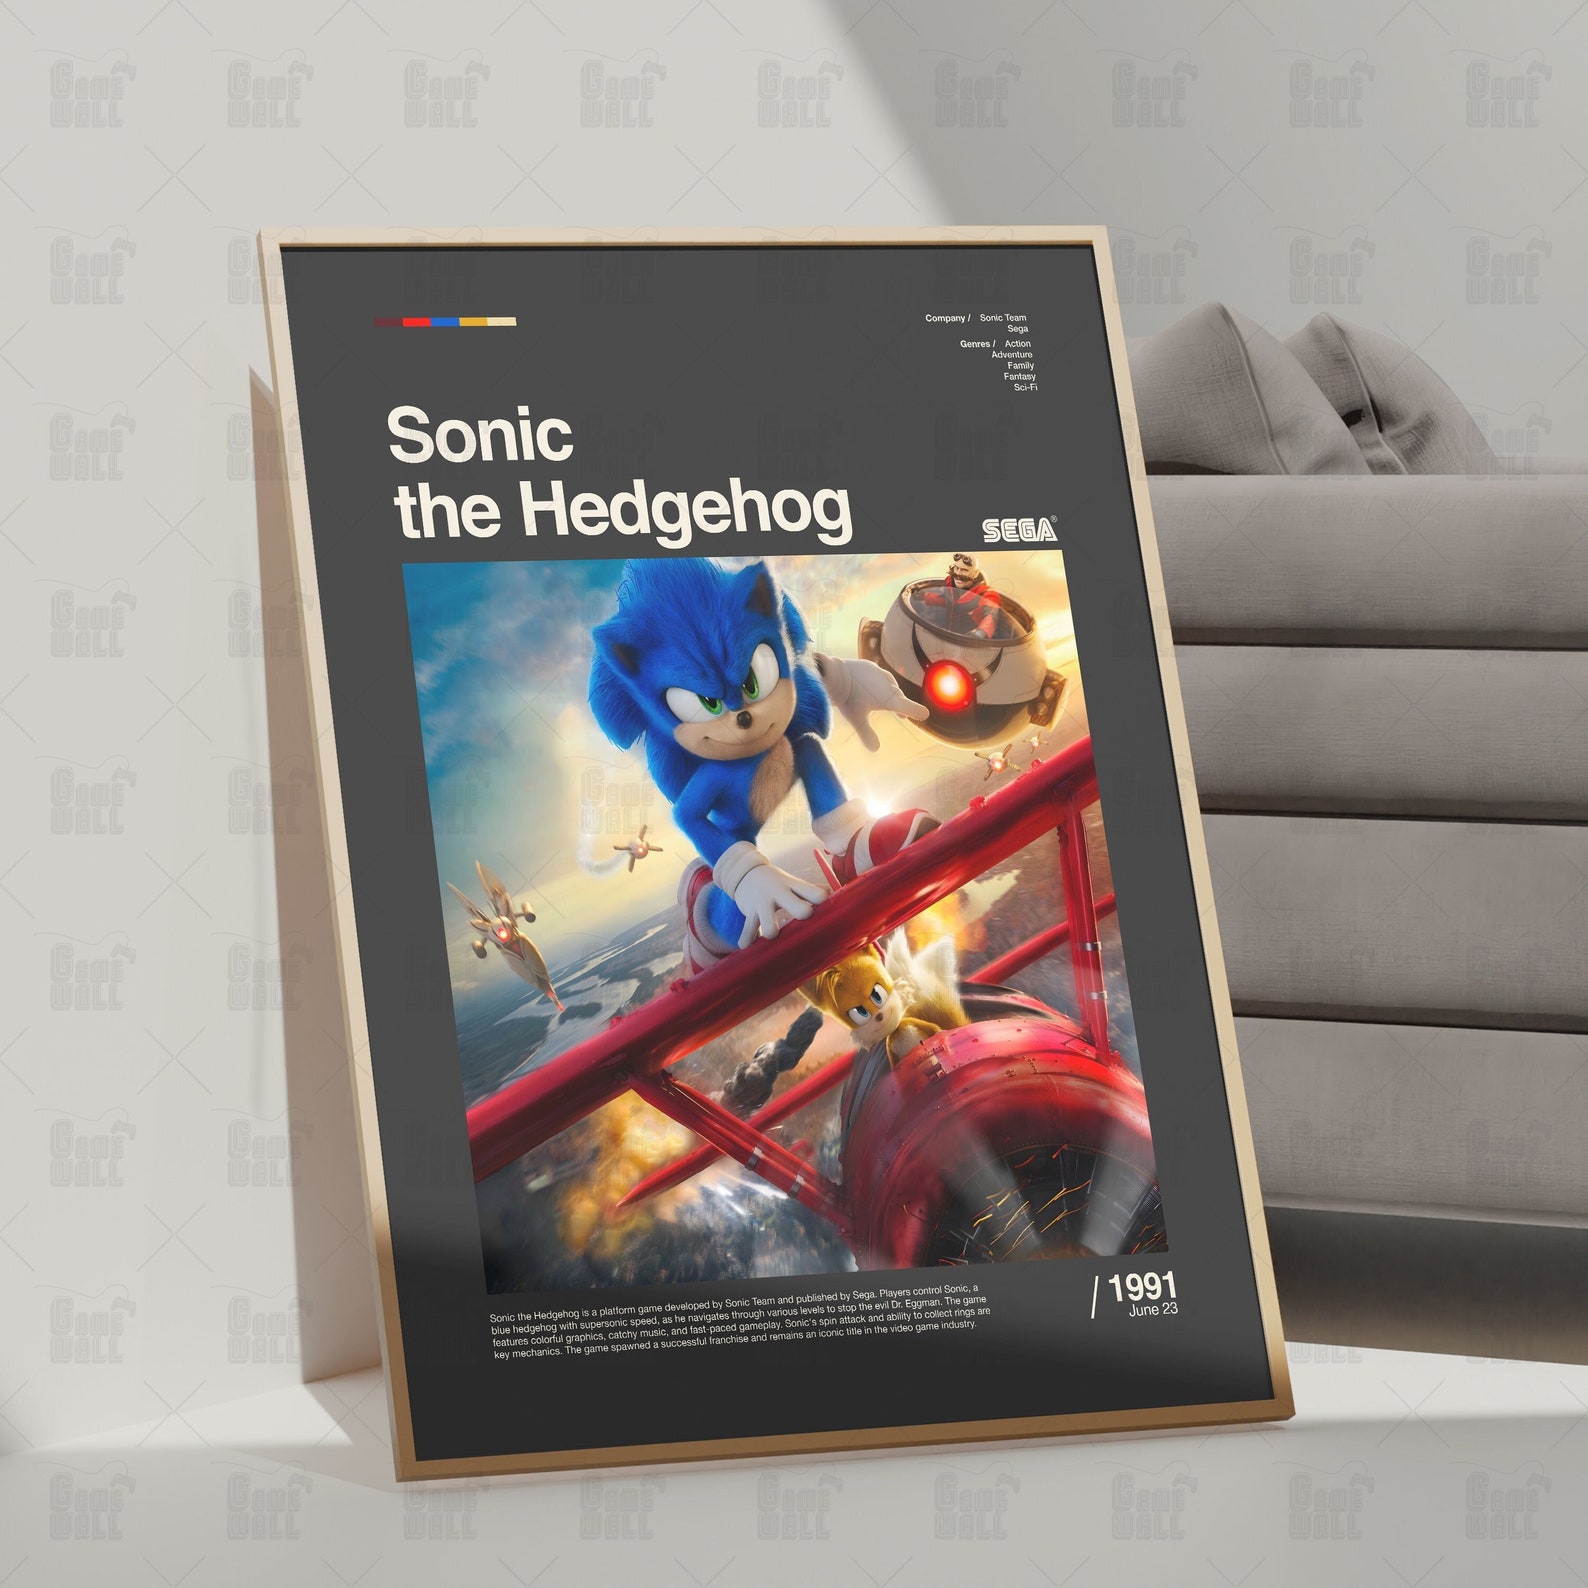 Company / Sonic Team
Sega
Genres / Action
Adventure
Family
Fantasy
Sci-Fi
Sonic
the Hedgehog
SEGA®
Sonic the Hedgehog is a platform game developed by Sonic Team and published by Sega. Players control Sonic, a
blue hedgehog with supersonic speed, as he navigates through various levels to stop the evil Dr. Eggman. The game
features colorful graphics, catchy music, and fast-paced gameplay. Sonic's spin attack and ability to collect rings are
key mechanics. The game spawned a successful franchise and remains an iconic title in the video game industry.
/ 1991
June 23
GAME
WALL